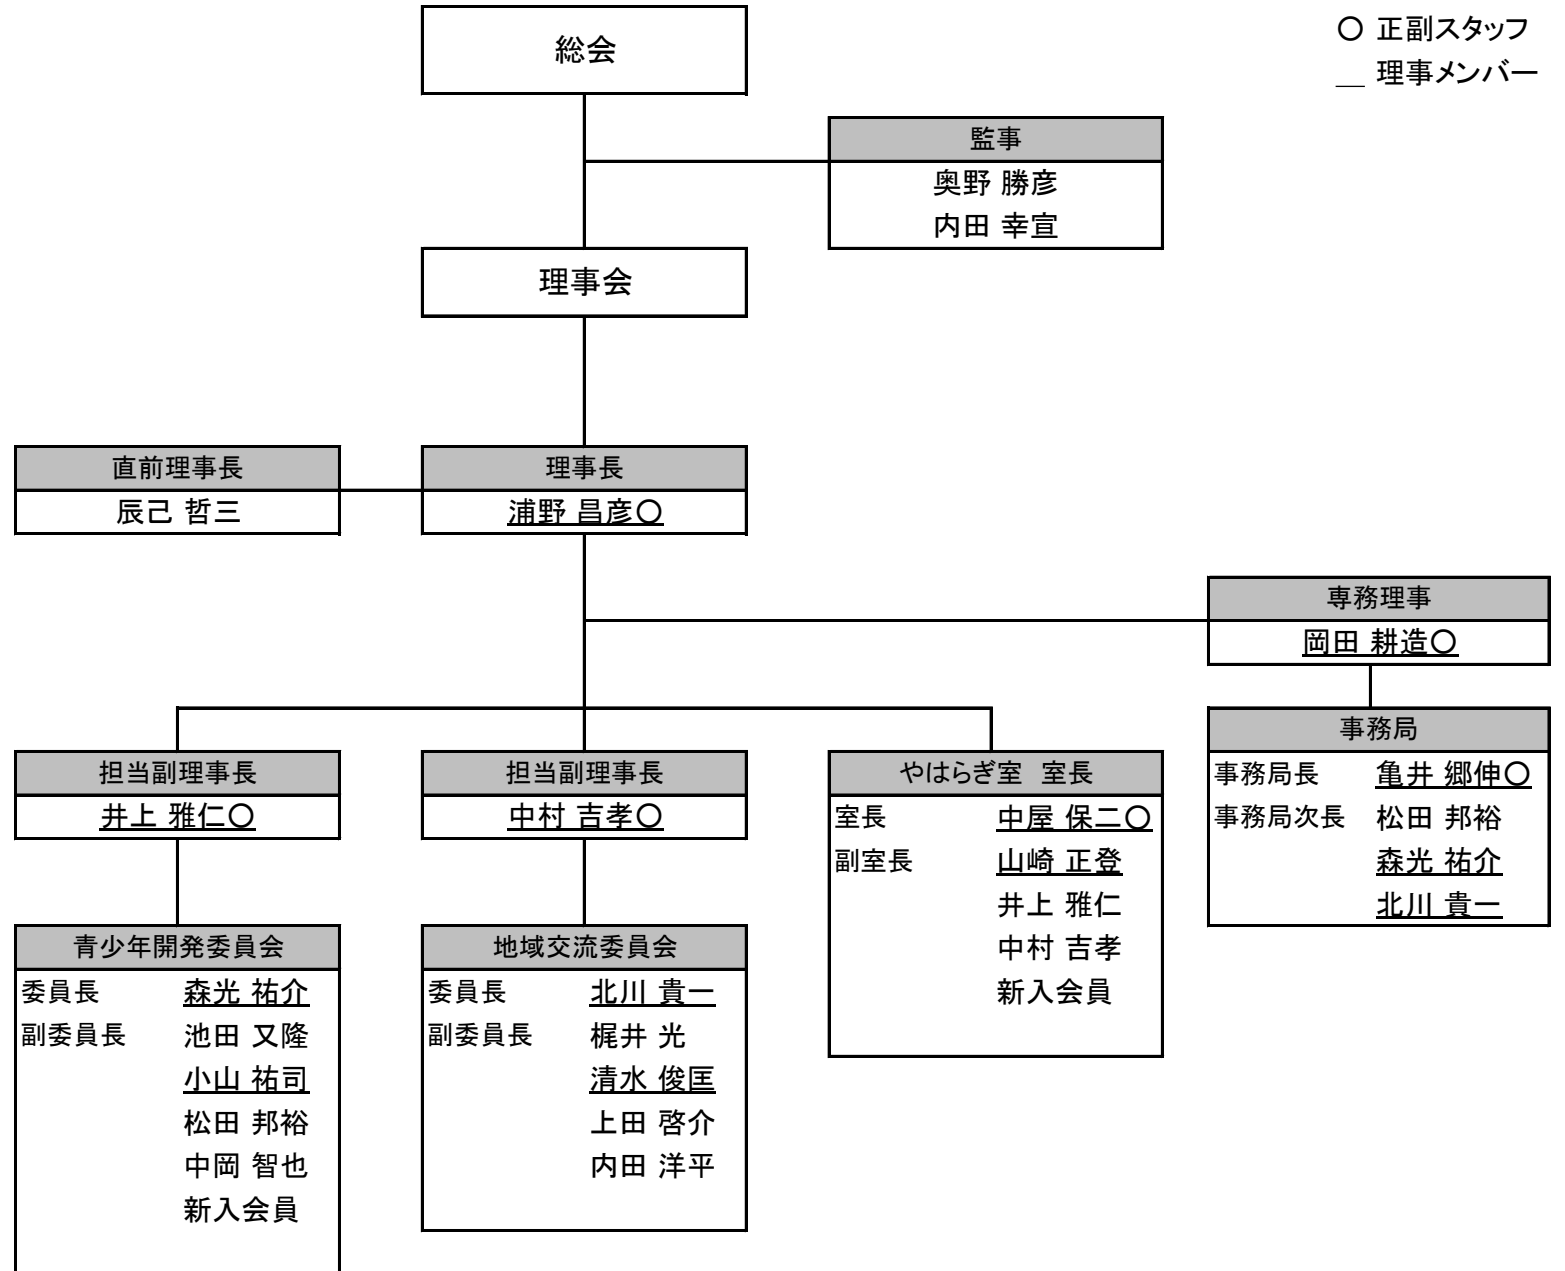 総会
○ 正副スタッフ
__ 理事メンバー
監事
奥野 勝彦
内田 幸宣
理事会
直前理事長
辰己 哲三
理事長
浦野 昌彦○
専務理事
岡田 耕造○
事務局
事務局長 亀井 郷伸○
事務局次長 松田 邦裕
森光 祐介
北川 貴一
担当副理事長
井上 雅仁○
担当副理事長
中村 吉孝○
やはらぎ室 室長
室長 中屋 保二○
副室長 山崎 正登
井上 雅仁
中村 吉孝
新入会員
青少年開発委員会
委員長 森光 祐介
副委員長 池田 又隆
小山 祐司
松田 邦裕
中岡 智也
新入会員
地域交流委員会
委員長 北川 貴一
副委員長 梶井 光
清水 俊匡
上田 啓介
内田 洋平